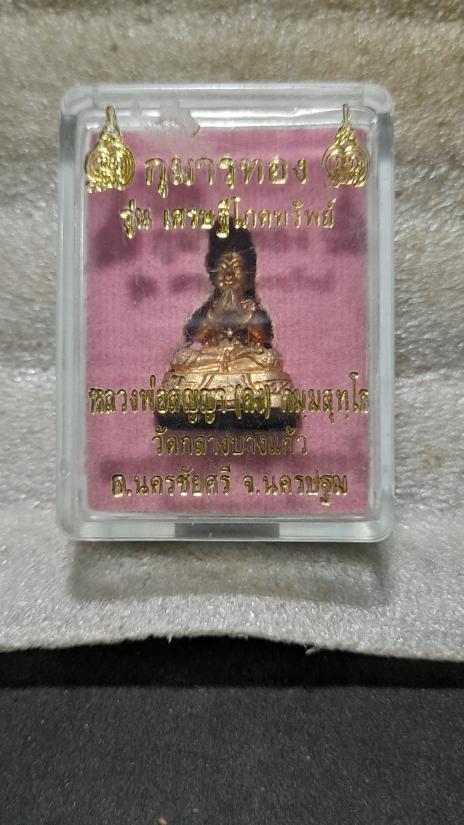 กุมารทอง
รุ่น เศรษฐีโภคทรัพย์
หลวงพ่อสัญญา (คง) กมฺมสุทฺโธ
วัดกลางบางแก้ว
อ.นครชัยศรี จ.นครปฐม